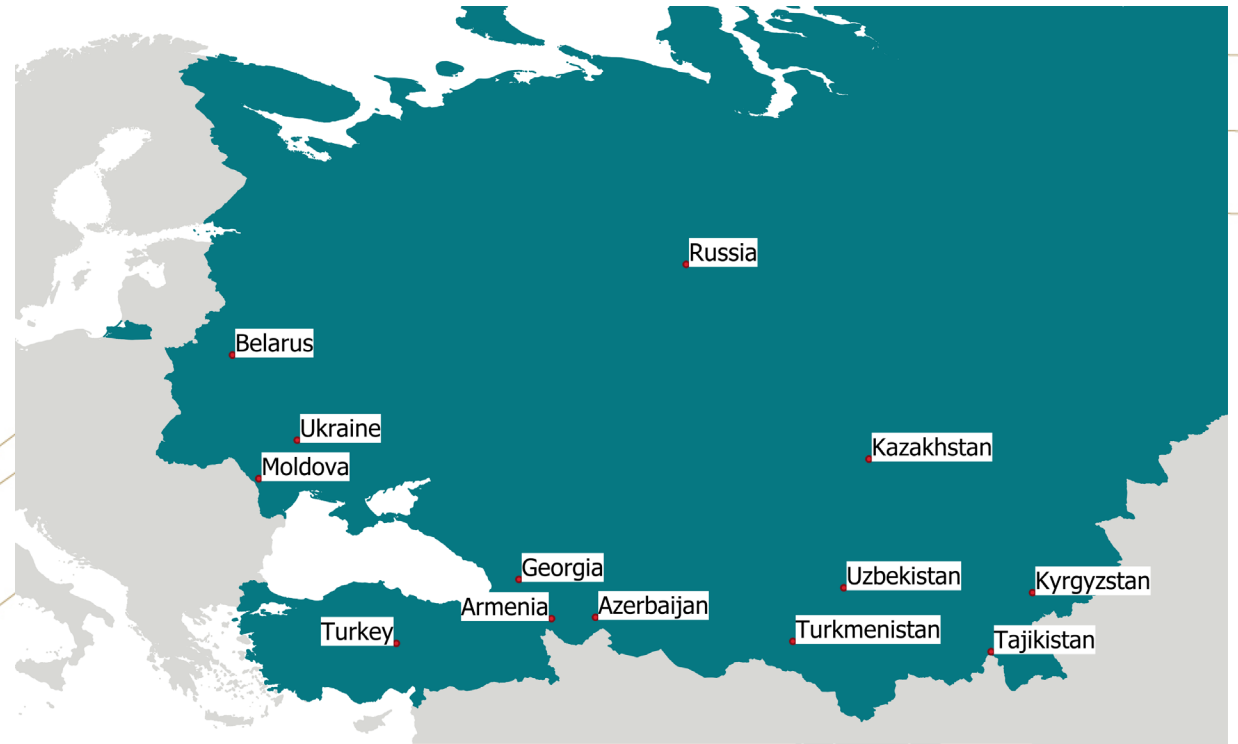 Russia
Belarus
Ukraine
Kazakhstan
Moldova
Georgia
Uzbekistan
Kyrgyzstan
Armenia
Azerbaijan
Turkey
Turkmenistan
Tajikistan